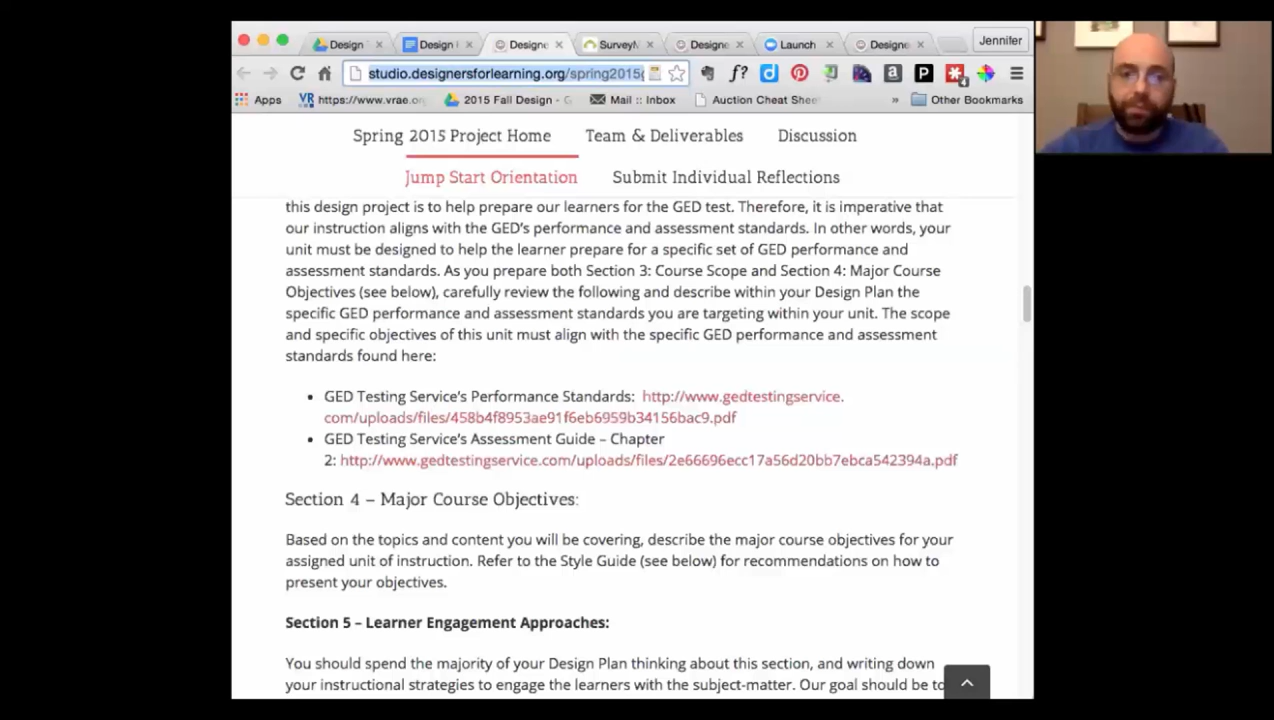 Design
Design
Designe
SurveyM
Designe
Launch
Designe
Jennifer
studio.designersforlearning.org/spring2015
Apps https://www.vrae.or 2015 Fall Design - G Mail :: Inbox Auction Cheat Shee » Other Bookmarks
Spring 2015 Project Home Team & Deliverables Discussion
Jump Start Orientation Submit Individual Reflections
this design project is to help prepare our learners for the GED test. Therefore, it is imperative that
our instruction aligns with the GED’s performance and assessment standards. In other words, your
unit must be designed to help the learner prepare for a specific set of GED performance and
assessment standards. As you prepare both Section 3: Course Scope and Section 4: Major Course
Objectives (see below), carefully review the following and describe within your Design Plan the
specific GED performance and assessment standards you are targeting within your unit. The scope
and specific objectives of this unit must align with the specific GED performance and assessment
standards found here:
• GED Testing Service’s Performance Standards: http://www.gedtestingservice.
com/uploads/files/458b4f8953ae91f6eb6959b34156bac9.pdf
• GED Testing Service’s Assessment Guide – Chapter
2: http://www.gedtestingservice.com/uploads/files/2e66696ecc17a56d20bb7ebca542394a.pdf
Section 4 – Major Course Objectives:
Based on the topics and content you will be covering, describe the major course objectives for your
assigned unit of instruction. Refer to the Style Guide (see below) for recommendations on how to
present your objectives.
Section 5 – Learner Engagement Approaches:
You should spend the majority of your Design Plan thinking about this section, and writing down
your instructional strategies to engage the learners with the subject-matter. Our goal should be to